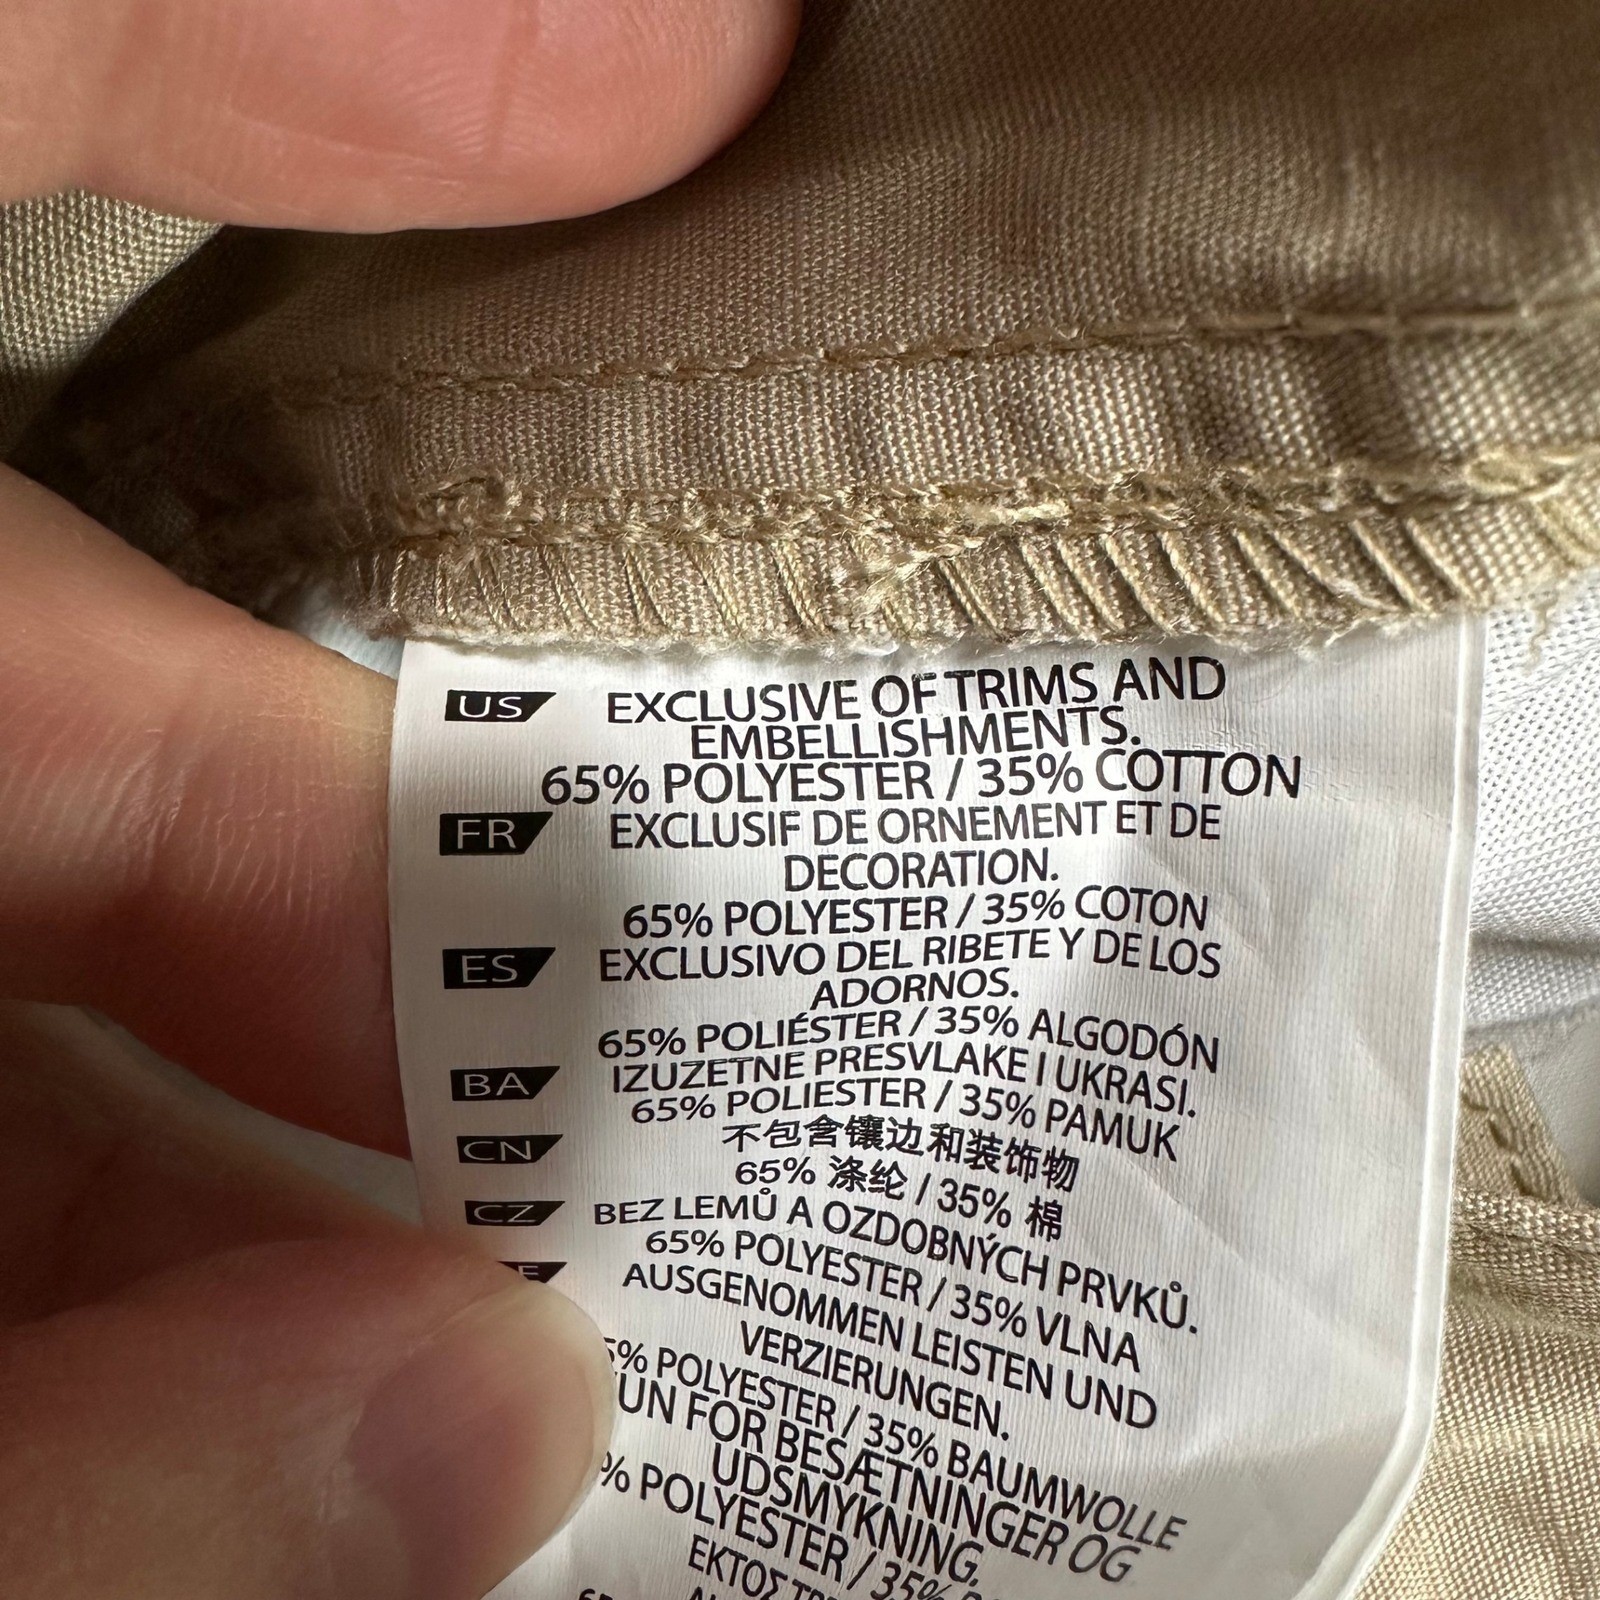 US EXCLUSIVE OF TRIMS AND
EMBELLISHMENTS.
65% POLYESTER / 35% COTTON
FR EXCLUSIF DE ORNEMENT ET DE
DECORATION.
65% POLYESTER / 35% COTON
ES EXCLUSIVO DEL RIBETE Y DE LOS
ADORNOS.
65% POLIÉSTER / 35% ALGODÓN
BA IZUZETNE PRESVLAKE I UKRASI.
65% POLIESTER / 35% PAMUK
CN 不包含镶边和装饰物
65% 涤纶 / 35% 棉
CZ BEZ LEMŮ A OZDOBNÝCH PRVKŮ.
65% POLYESTER / 35% VLNA
AUSGENOMMEN LEISTEN UND
VERZIERUNGEN.
POLYESTER / 35% BAUMWOLLE
FOR BESÆTNINGER OG
UDSMYKNING.
% POLYESTER / 35%
ΕΚΤΟΣ